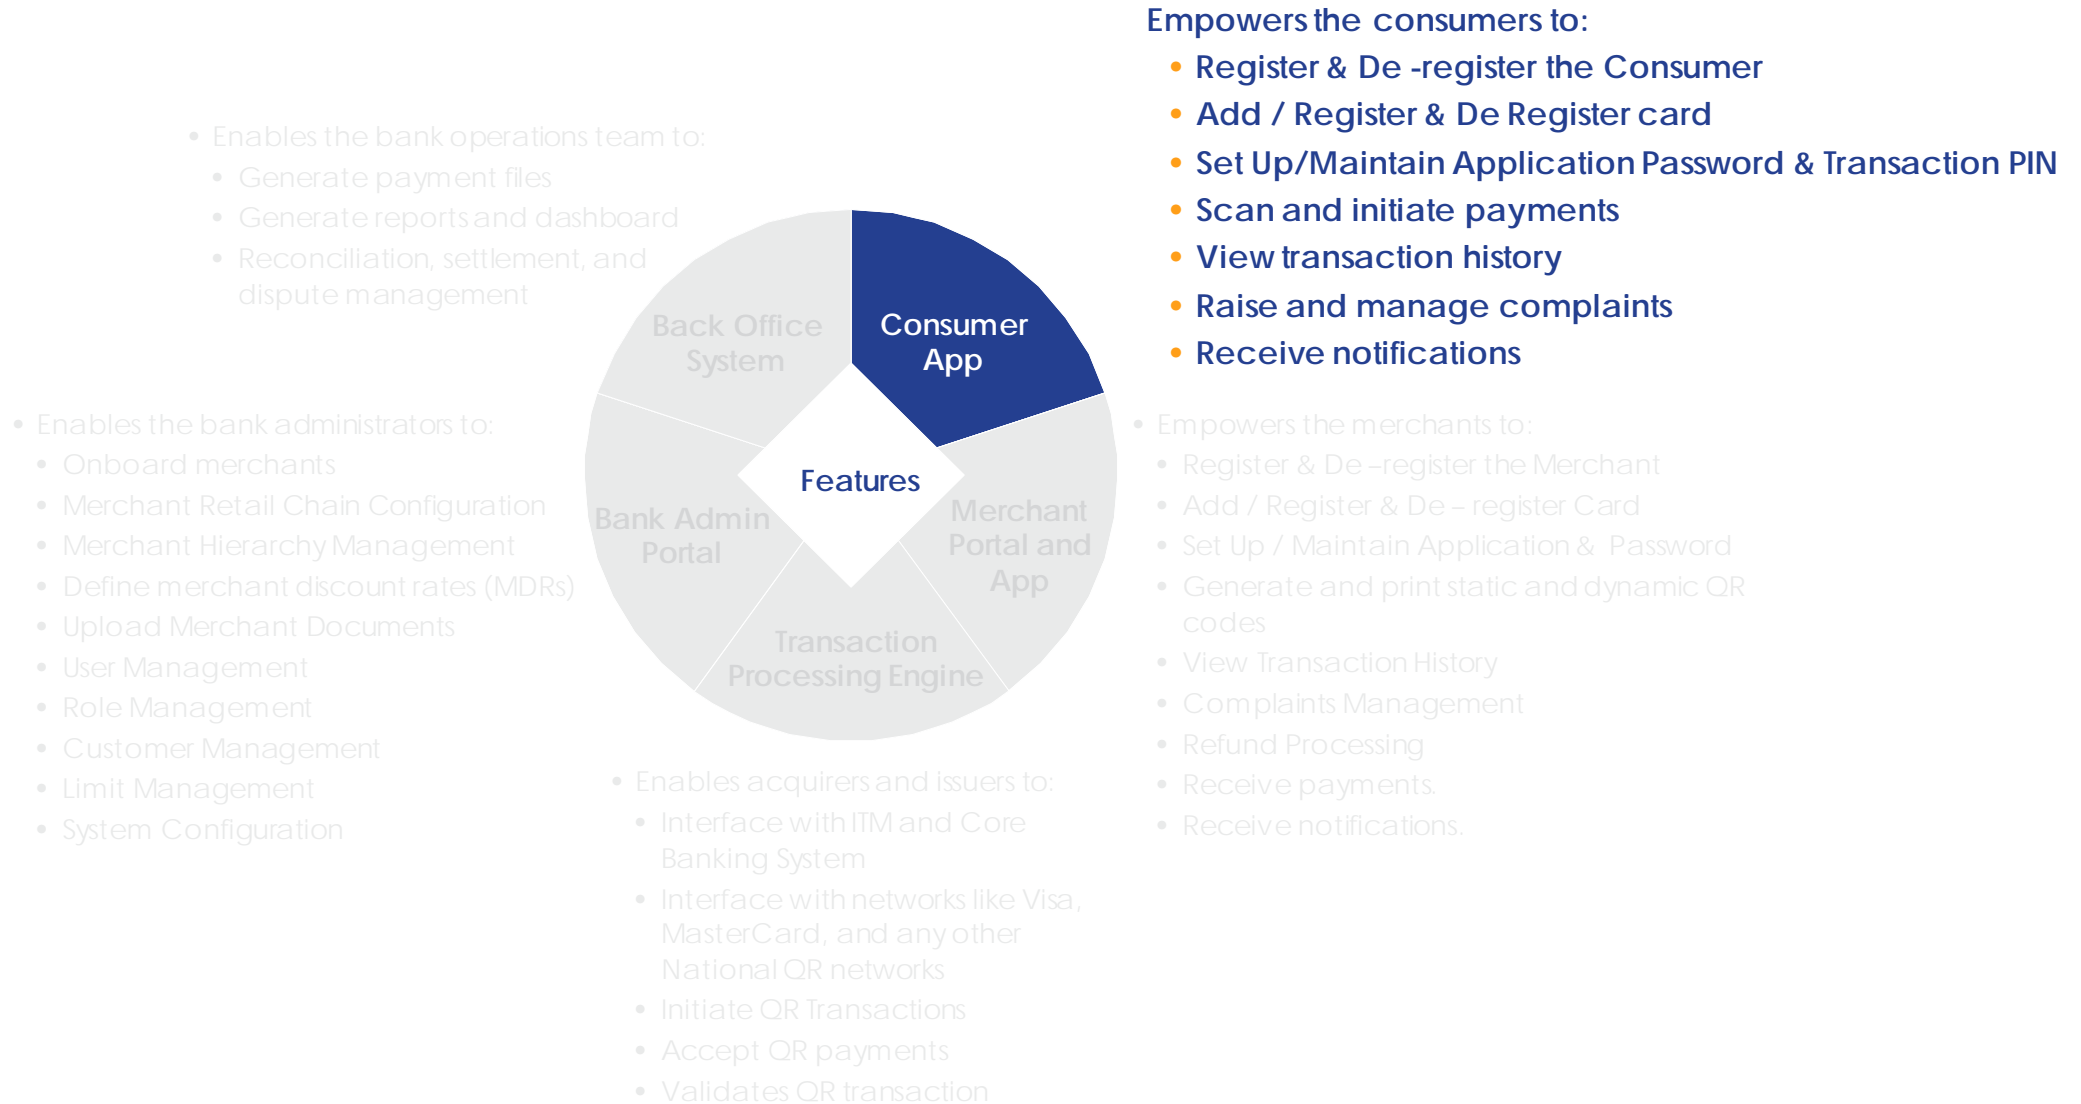 Empowers the consumers to:
• Register & De -register the Consumer
• Add / Register & De Register card
• Set Up/Maintain Application Password & Transaction PIN
• Scan and initiate payments
• View transaction history
• Raise and manage complaints
• Receive notifications
• Enables the bank operations team to:
• Generate payment files
• Generate reports and dashboard
• Reconciliation, settlement, and
dispute management
Back Office
System
Consumer
App
Features
Bank Admin
Portal
Merchant
Portal and
App
Transaction
Processing Engine
• Enables the bank administrators to:
• Onboard merchants
• Merchant Retail Chain Configuration
• Merchant Hierarchy Management
• Define merchant discount rates (MDRs)
• Upload Merchant Documents
• User Management
• Role Management
• Customer Management
• Limit Management
• System Configuration
• Empowers the merchants to:
• Register & De –register the Merchant
• Add / Register & De – register Card
• Set Up / Maintain Application & Password
• Generate and print static and dynamic QR
codes
• View Transaction History
• Complaints Management
• Refund Processing
• Receive payments.
• Receive notifications.
• Enables acquirers and issuers to:
• Interface with ITM and Core
Banking System
• Interface with networks like Visa,
MasterCard, and any other
National QR networks
• Initiate QR Transactions
• Accept QR payments
• Validates QR transaction